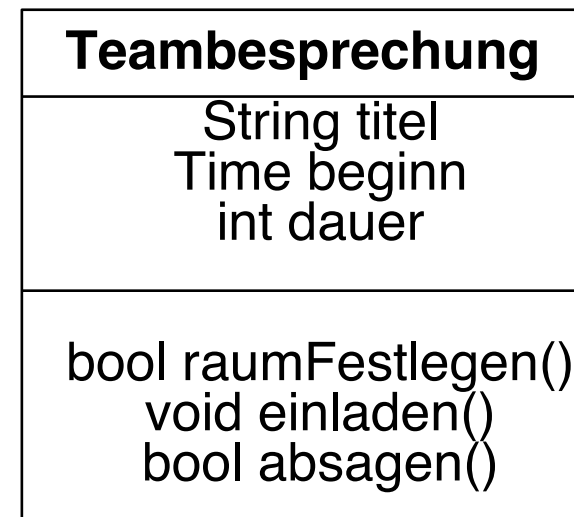 Teambesprechung
String titel
Time beginn
int dauer
bool raumFestlegen()
void einladen()
bool absagen()